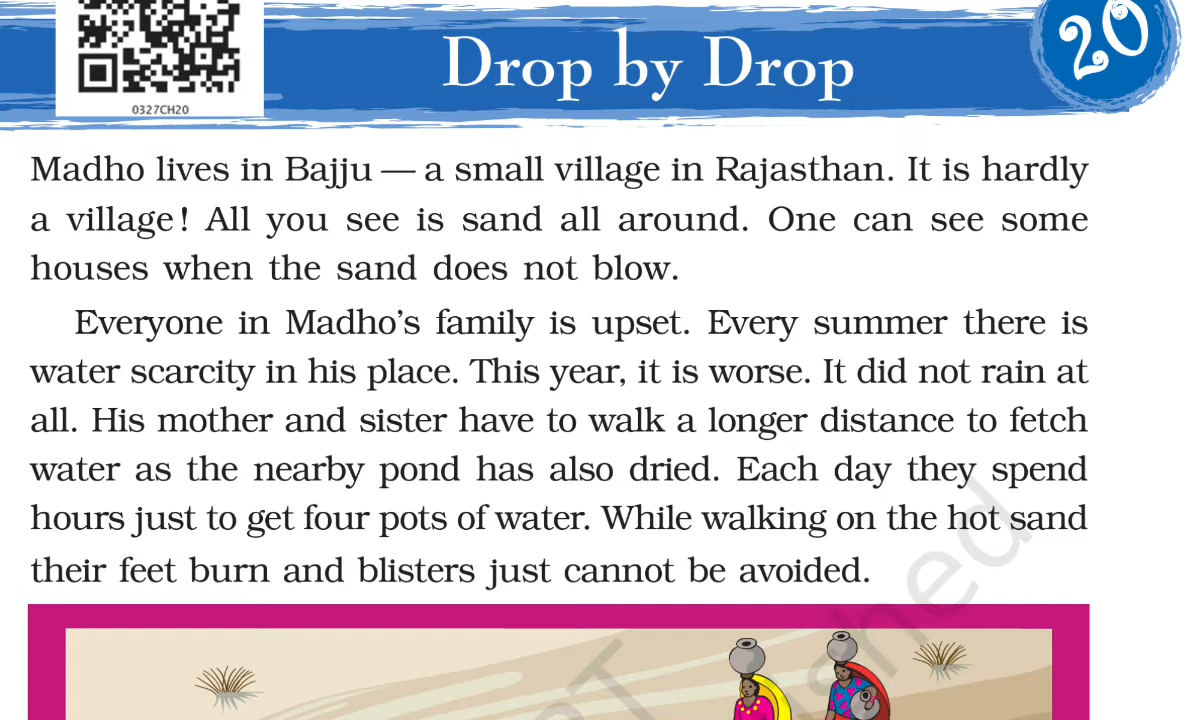 Drop by Drop
20
0327CH20
Madho lives in Bajju — a small village in Rajasthan. It is hardly
a village! All you see is sand all around. One can see some
houses when the sand does not blow.
Everyone in Madho's family is upset. Every summer there is
water scarcity in his place. This year, it is worse. It did not rain at
all. His mother and sister have to walk a longer distance to fetch
water as the nearby pond has also dried. Each day they spend
hours just to get four pots of water. While walking on the hot sand
their feet burn and blisters just cannot be avoided.